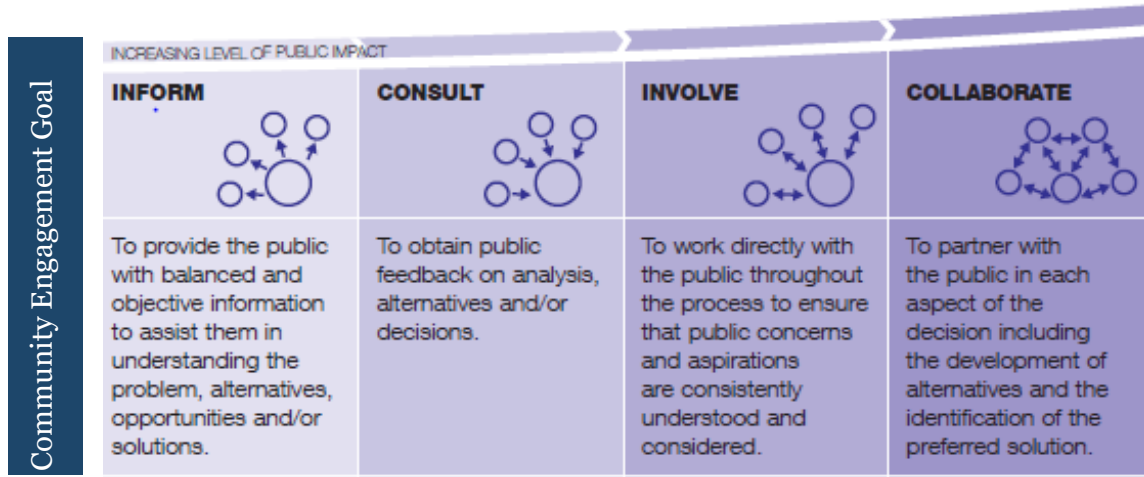 Community Engagement Goal
INCREASING LEVEL OF PUBLIC IMPACT
INFORM
To provide the public
with balanced and
objective information
to assist them in
understanding the
problem, alternatives,
opportunities and/or
solutions.
CONSULT
To obtain public
feedback on analysis,
alternatives and/or
decisions.
INVOLVE
To work directly with
the public throughout
the process to ensure
that public concerns
and aspirations
are consistently
understood and
considered.
COLLABORATE
To partner with
the public in each
aspect of the
decision including
the development of
alternatives and the
identification of the
preferred solution.